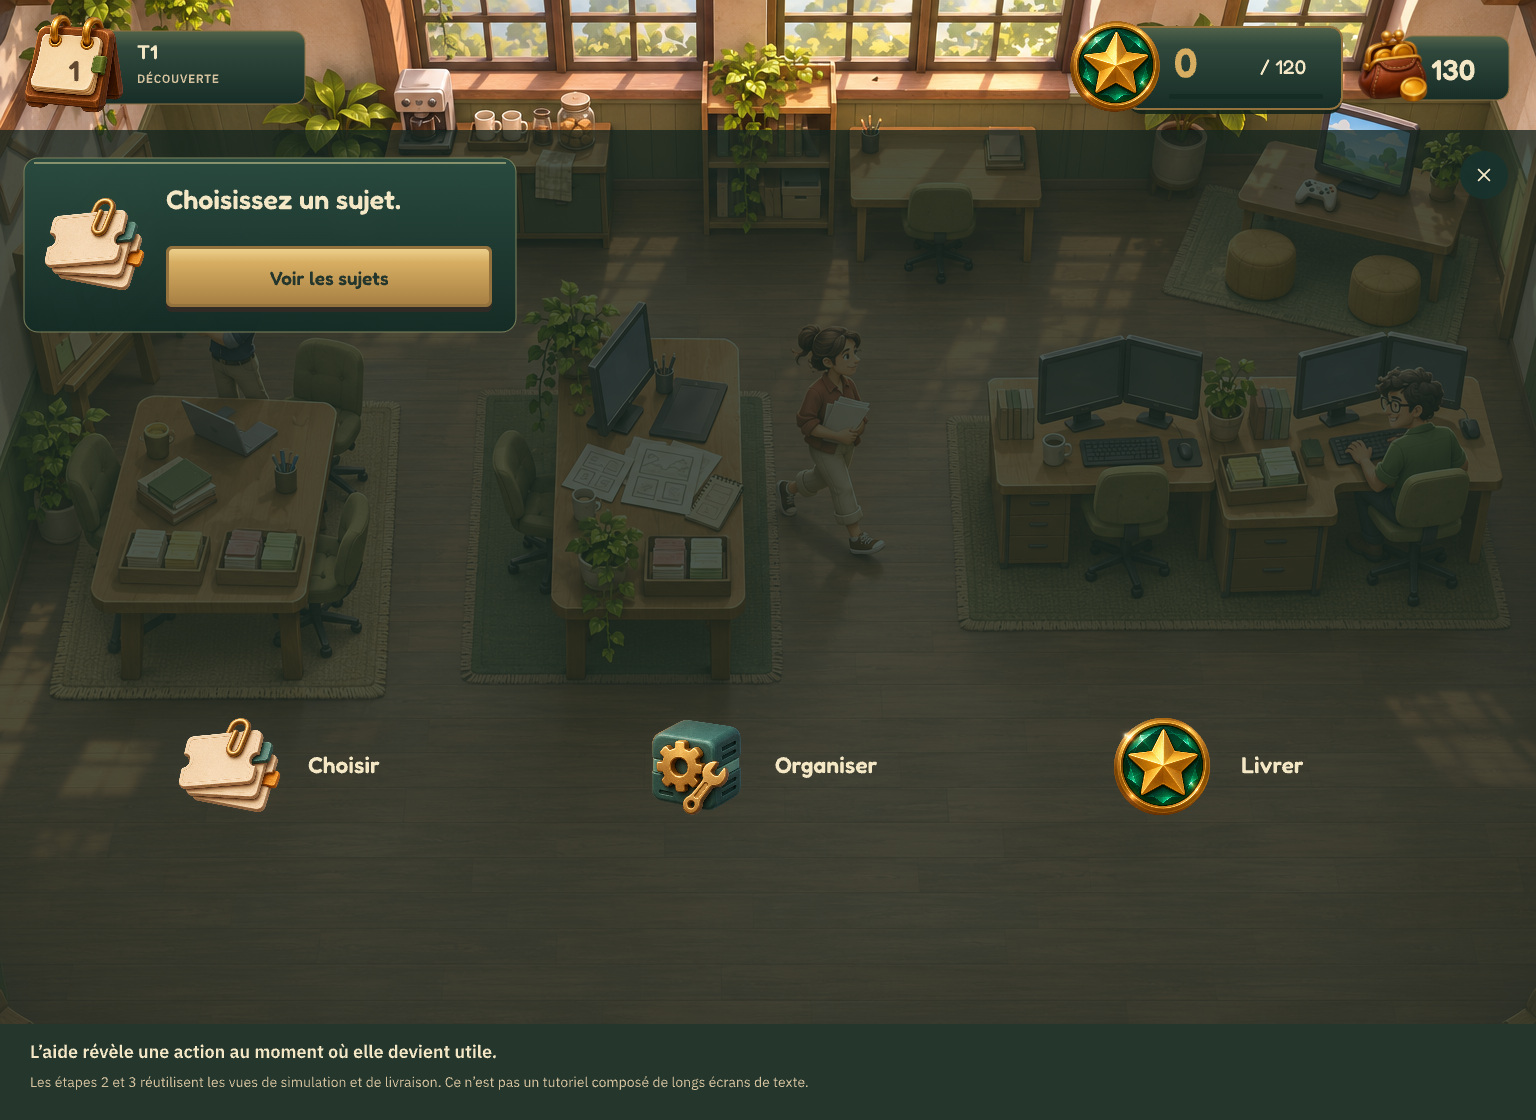 1
T1
DÉCOUVERTE
0 / 120
130
Choisissez un sujet.
Voir les sujets
Choisir
Organiser
Livrer
L’aide révèle une action au moment où elle devient utile.
Les étapes 2 et 3 réutilisent les vues de simulation et de livraison. Ce n’est pas un tutoriel composé de longs écrans de texte.